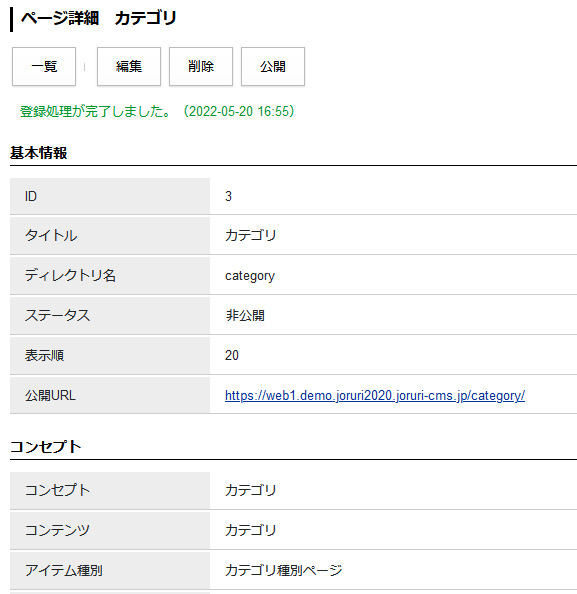 ページ詳細　カテゴリ
一覧 | 編集 削除 公開
登録処理が完了しました。（2022-05-20 16:55）
基本情報
ID 3
タイトル カテゴリ
ディレクトリ名 category
ステータス 非公開
表示順 20
公開URL https://web1.demo.joruri2020.joruri-cms.jp/category/
コンセプト
コンセプト カテゴリ
コンテンツ カテゴリ
アイテム種別 カテゴリ種別ページ